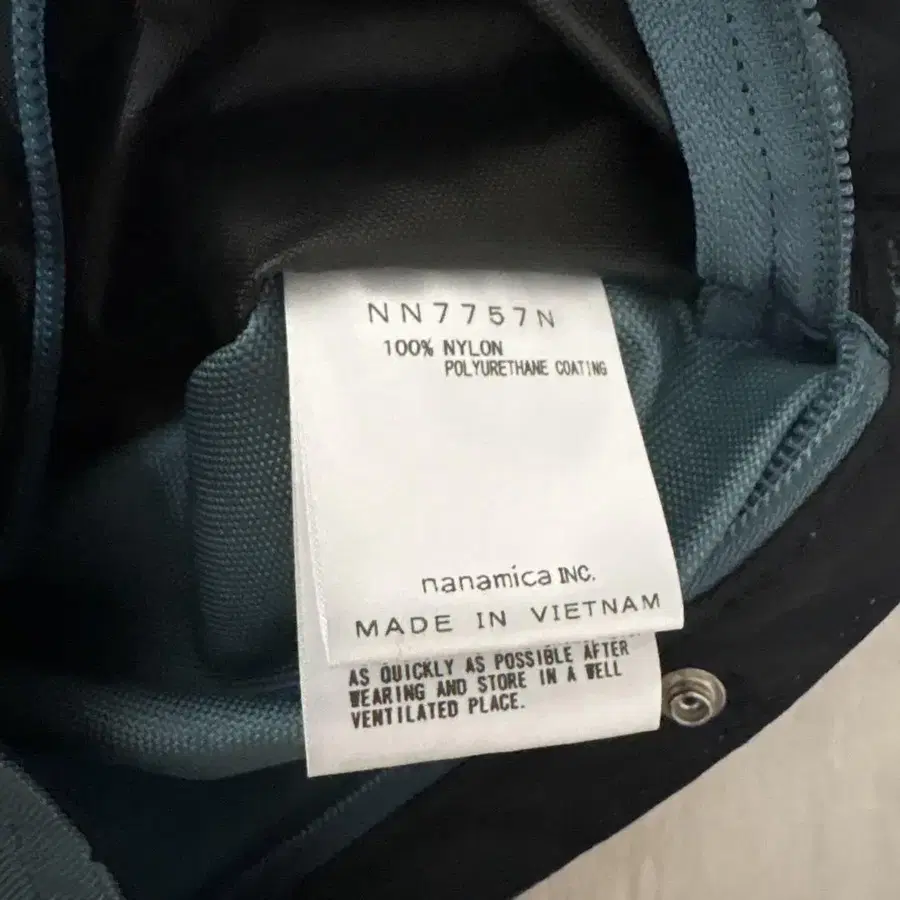 NN7757N
100% NYLON
POLYURETHANE COATING
nanamica INC.
MADE IN VIETNAM
AS QUICKLY AS POSSIBLE AFTER
WEARING AND STORE IN A WELL
VENTILATED PLACE.